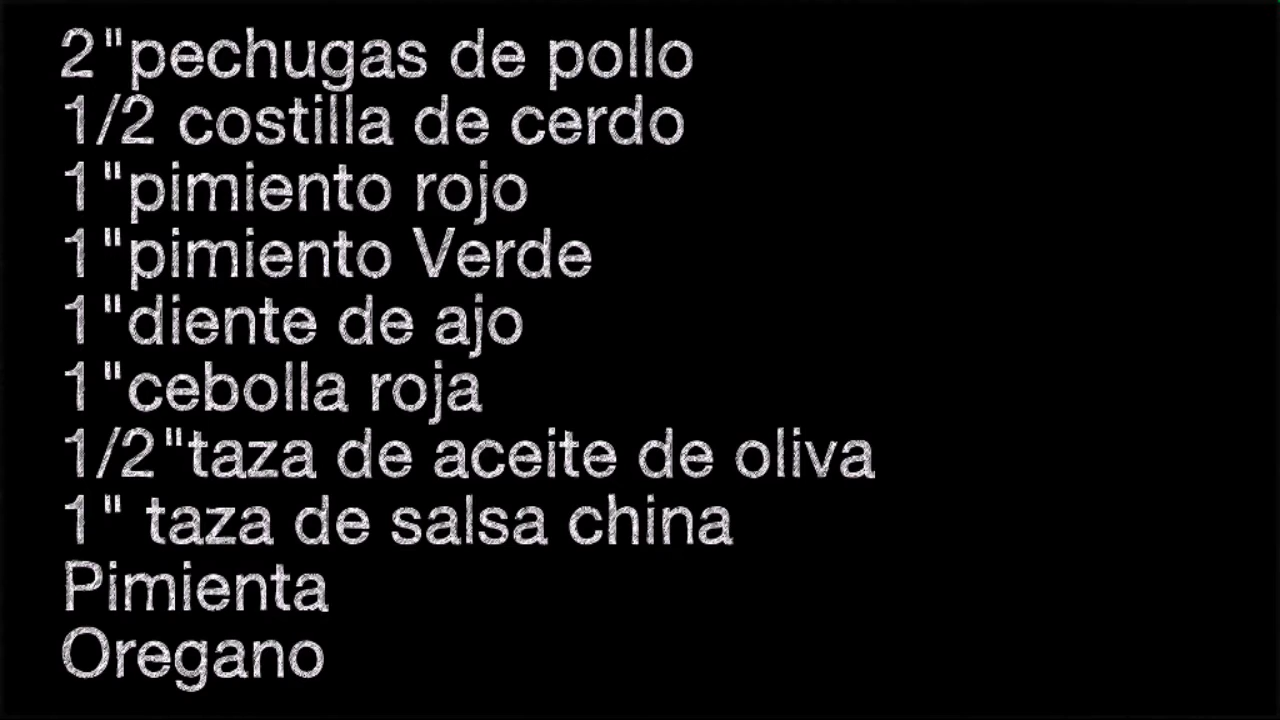 2"pechugas de pollo
1/2 costilla de cerdo
1"pimiento rojo
1"pimiento Verde
1"diente de ajo
1"cebolla roja
1/2"taza de aceite de oliva
1" taza de salsa china
Pimienta
Oregano